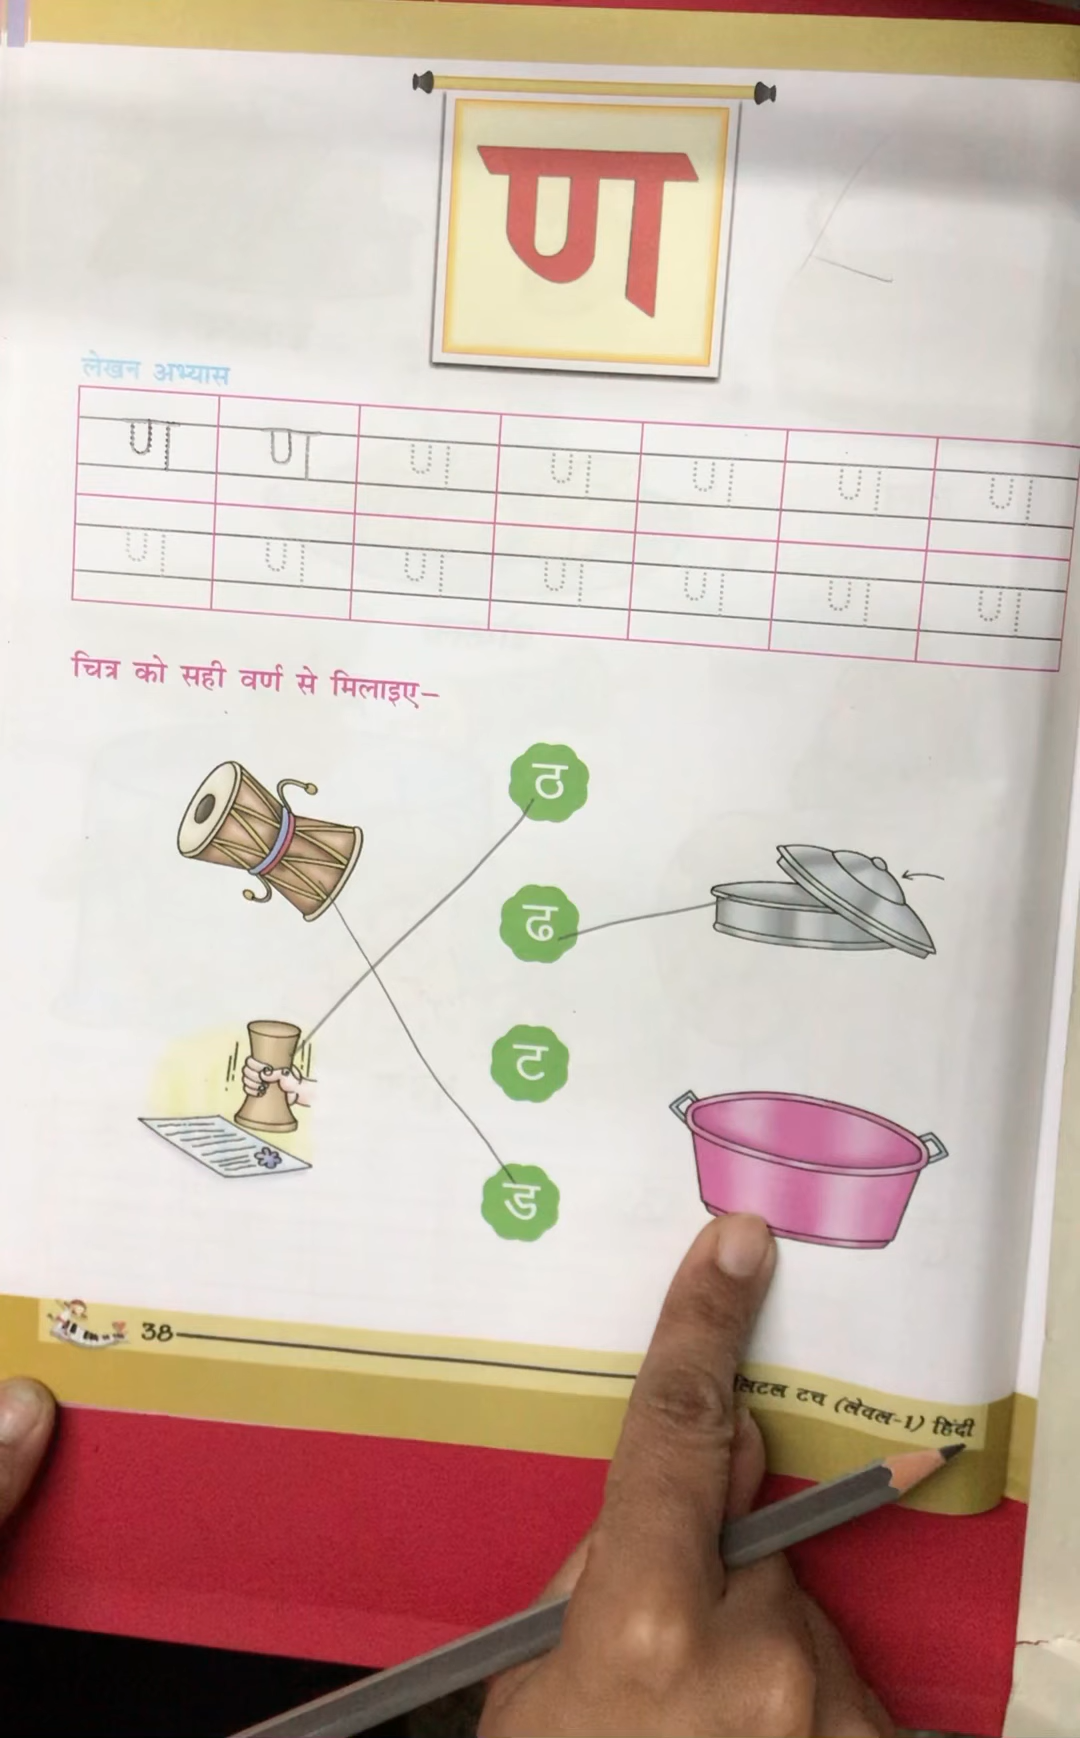 ण
लेखन अभ्यास
ण ण ण ण ण ण ण
ण ण ण ण ण ण ण
चित्र को सही वर्ण से मिलाइए–
ठ
ढ
ट
ड
38
लिटल टच (लेवल-1) हिंदी